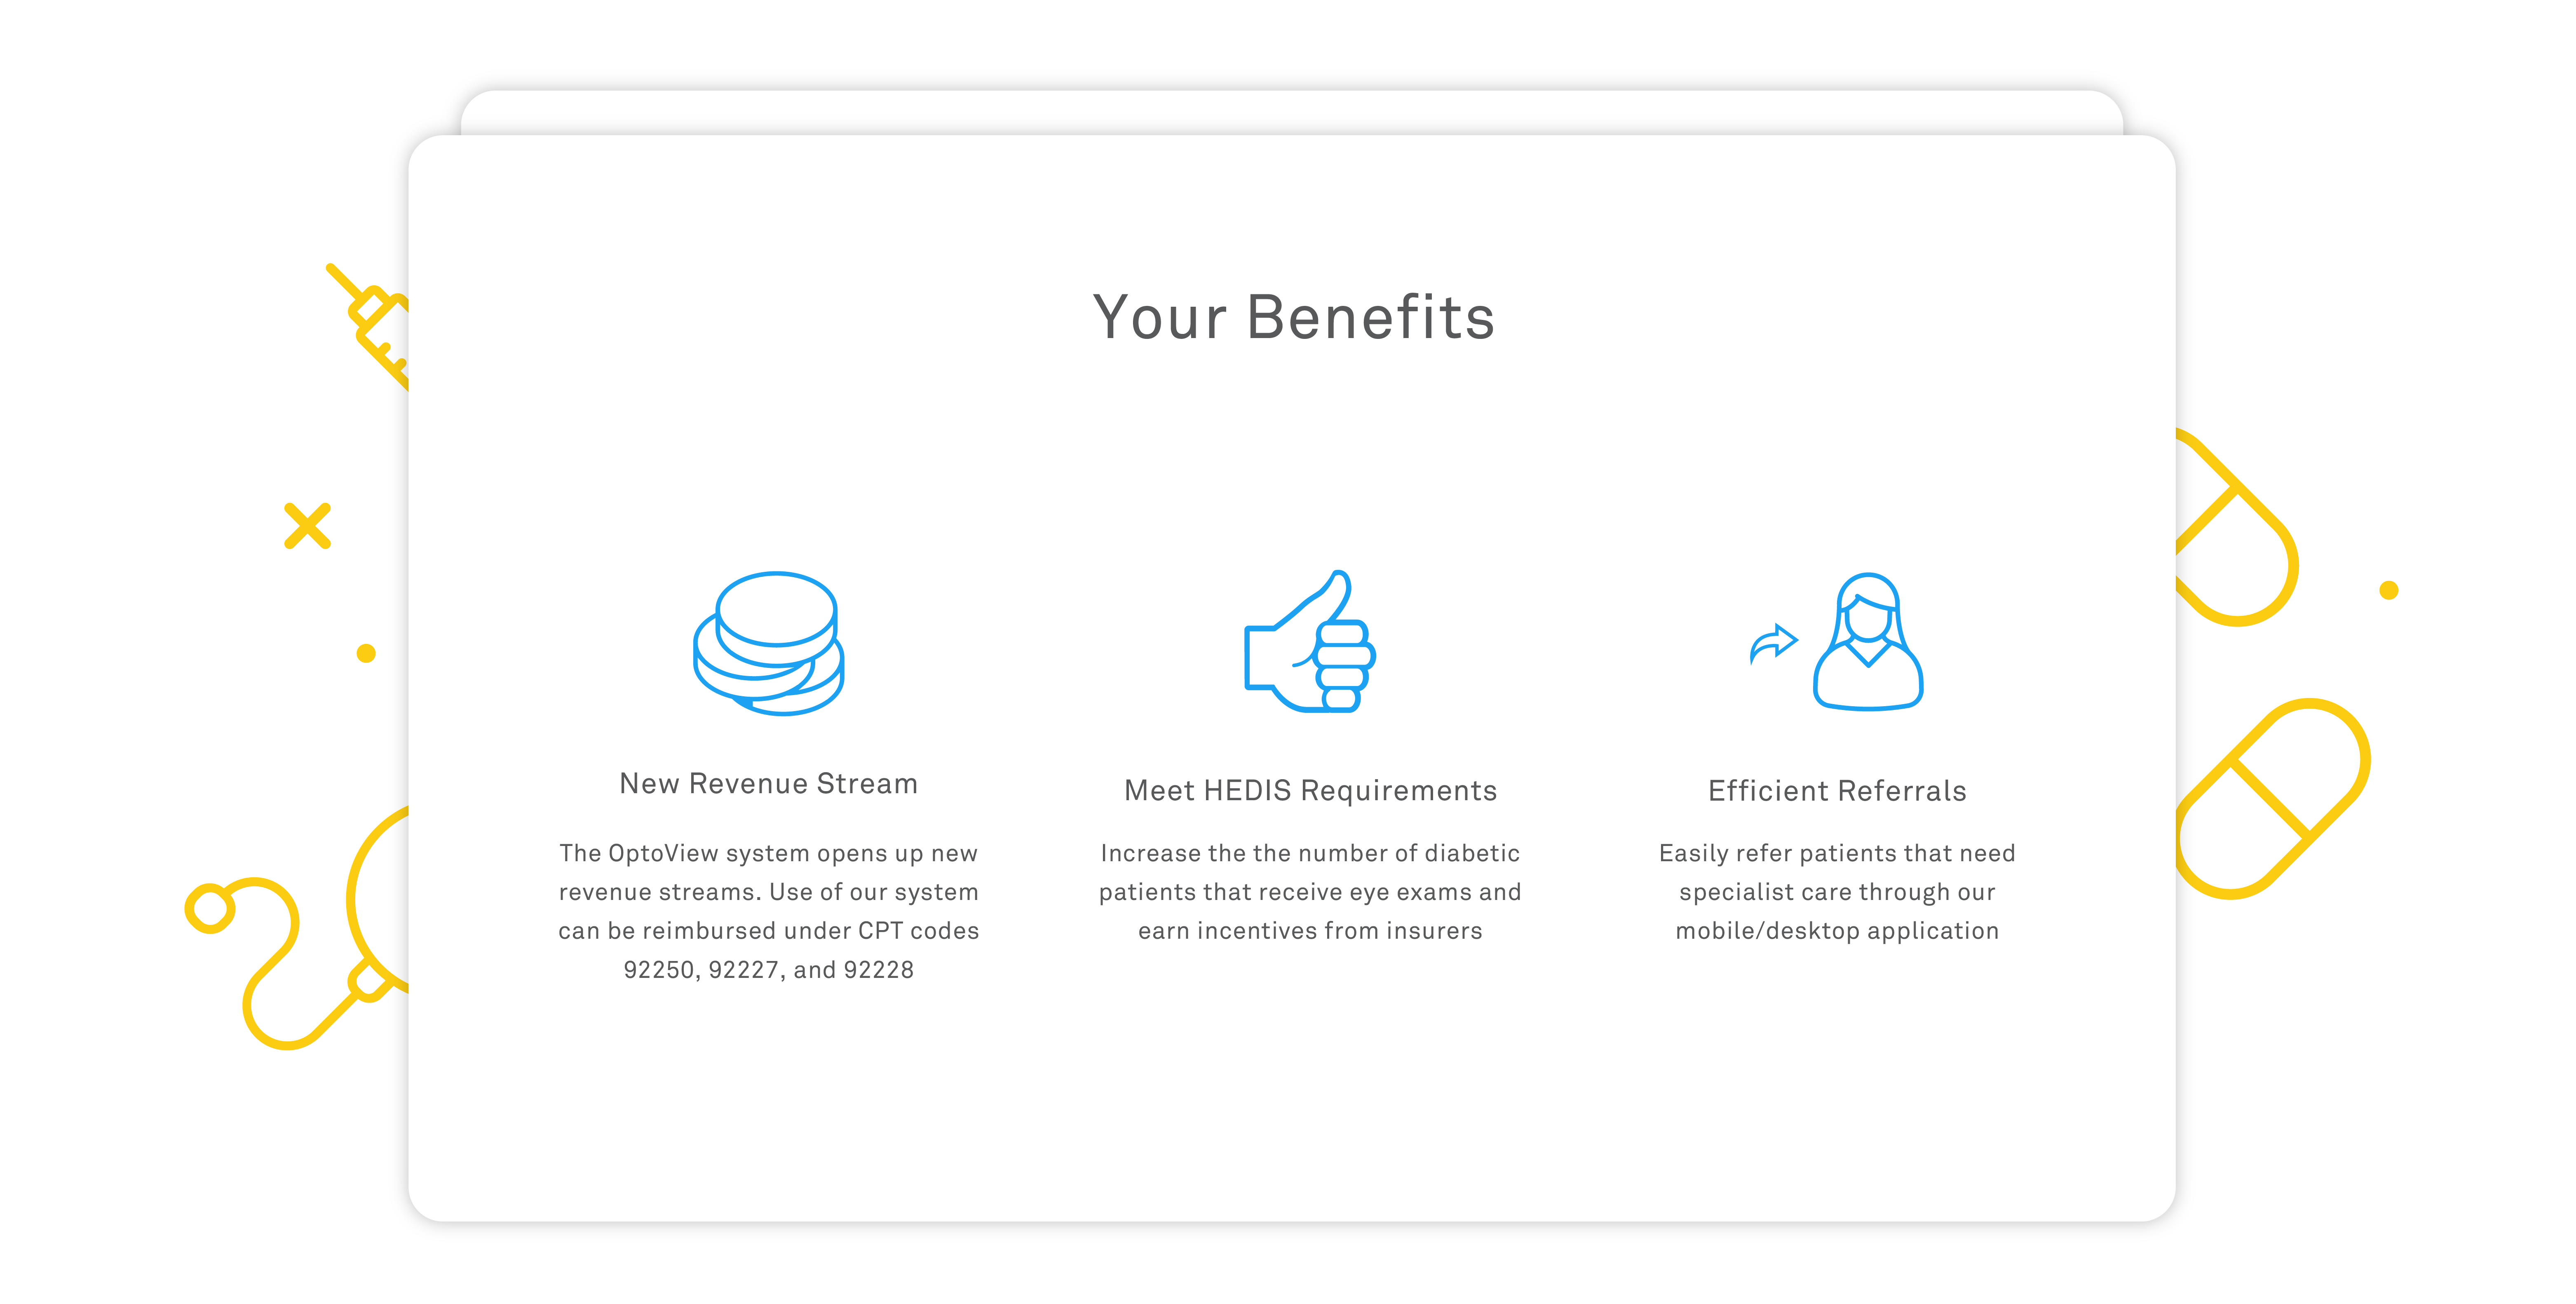 Your Benefits
New Revenue Stream
The OptoView system opens up new
revenue streams. Use of our system
can be reimbursed under CPT codes
92250, 92227, and 92228
Meet HEDIS Requirements
Increase the the number of diabetic
patients that receive eye exams and
earn incentives from insurers
Efficient Referrals
Easily refer patients that need
specialist care through our
mobile/desktop application